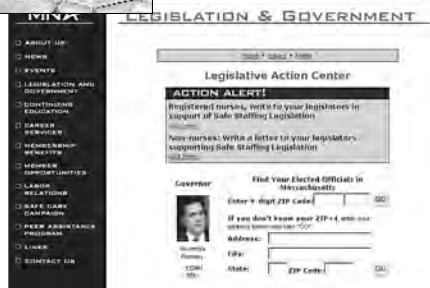 MNA
LEGISLATION & GOVERNMENT
ABOUT US
NEWS
EVENTS
LEGISLATION AND
GOVERNMENT
CONTINUING
EDUCATION
CAREER
SERVICES
MEMBERSHIP
BENEFITS
MEMBER
OPPORTUNITIES
LABOR
RELATIONS
SAFE CARE
CAMPAIGN
PEER ASSISTANCE
PROGRAM
LINKS
CONTACT US
Legislative Action Center
ACTION ALERT!
Registered nurses, write to your legislators in
support of Safe Staffing Legislation
Non-nurses: Write a letter to your legislators
supporting Safe Staffing Legislation
Governor
Find Your Elected Officials in
Massachusetts
Enter 9-digit ZIP Code:
GO
If you don't know your ZIP+4,
Address:
City:
State:
ZIP Code:
GO